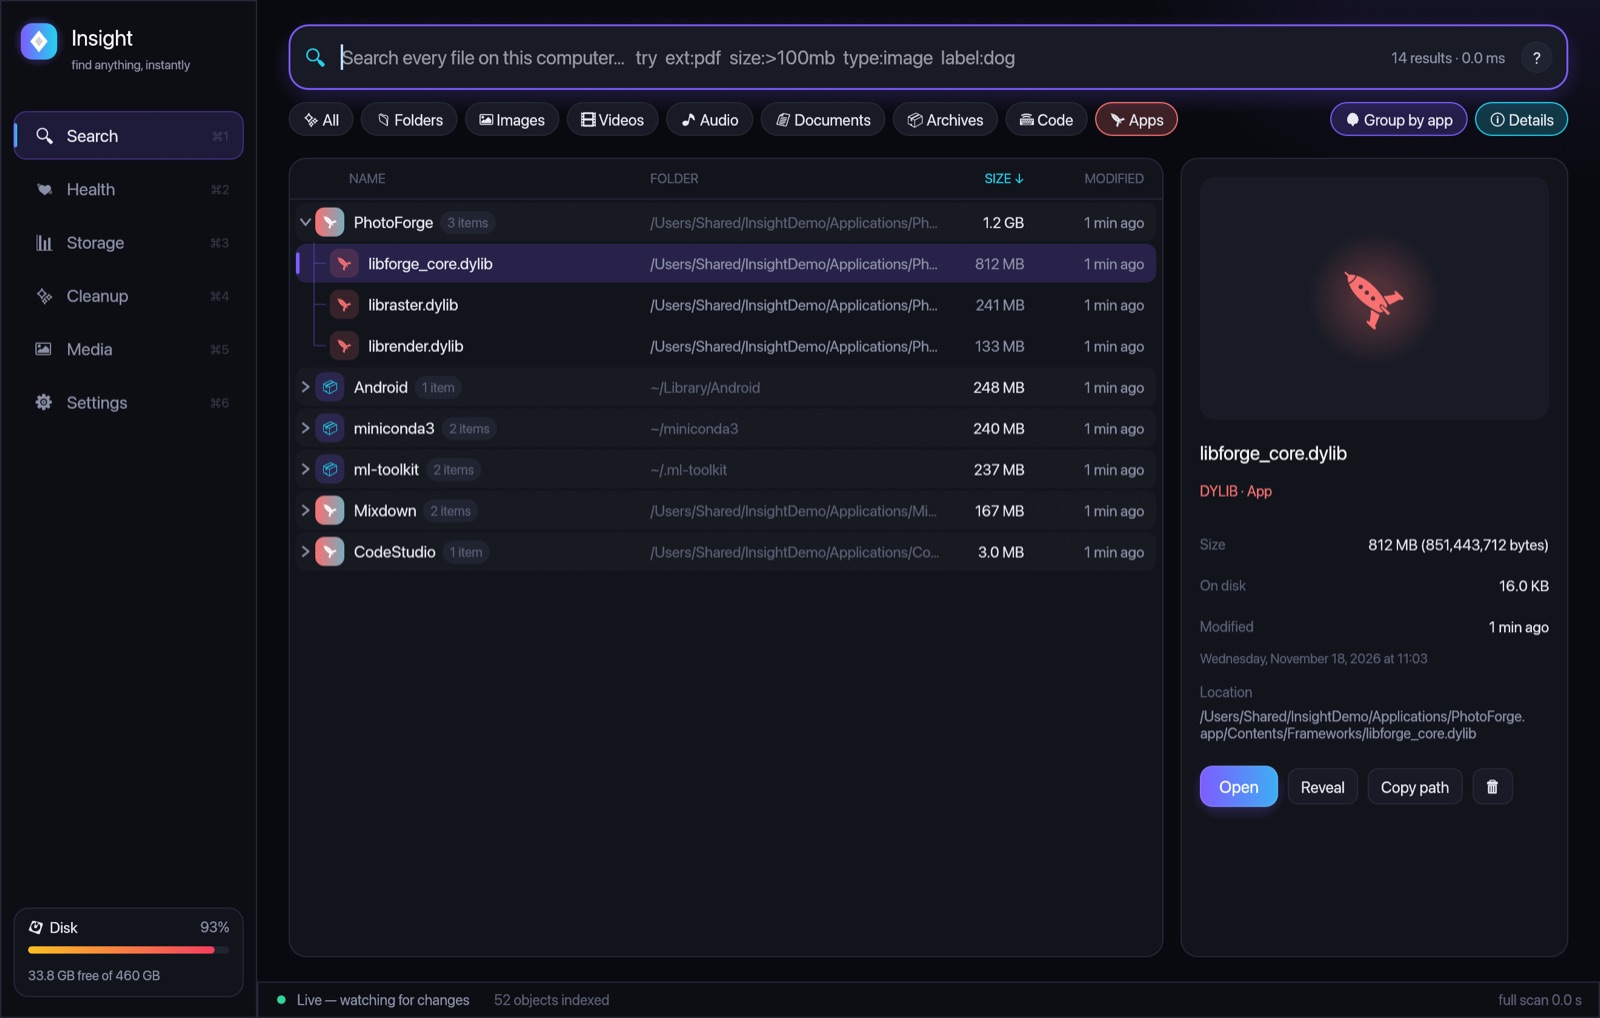 Insight
find anything, instantly
Search ⌘1
Health ⌘2
Storage ⌘3
Cleanup ⌘4
Media ⌘5
Settings ⌘6
Disk 93%
33.8 GB free of 460 GB
Search every file on this computer... try ext:pdf size:>100mb type:image label:dog 14 results · 0.0 ms ?
All Folders Images Videos Audio Documents Archives Code Apps Group by app Details
NAME FOLDER SIZE ↓ MODIFIED
PhotoForge 3 items /Users/Shared/InsightDemo/Applications/Ph... 1.2 GB 1 min ago
libforge_core.dylib /Users/Shared/InsightDemo/Applications/Ph... 812 MB 1 min ago
libraster.dylib /Users/Shared/InsightDemo/Applications/Ph... 241 MB 1 min ago
librender.dylib /Users/Shared/InsightDemo/Applications/Ph... 133 MB 1 min ago
Android 1 item ~/Library/Android 248 MB 1 min ago
miniconda3 2 items ~/miniconda3 240 MB 1 min ago
ml-toolkit 2 items ~/.ml-toolkit 237 MB 1 min ago
Mixdown 2 items /Users/Shared/InsightDemo/Applications/Mi... 167 MB 1 min ago
CodeStudio 1 item /Users/Shared/InsightDemo/Applications/Co... 3.0 MB 1 min ago
libforge_core.dylib
DYLIB · App
Size 812 MB (851,443,712 bytes)
On disk 16.0 KB
Modified 1 min ago
Wednesday, November 18, 2026 at 11:03
Location
/Users/Shared/InsightDemo/Applications/PhotoForge.
app/Contents/Frameworks/libforge_core.dylib
Open Reveal Copy path
Live — watching for changes 52 objects indexed full scan 0.0 s